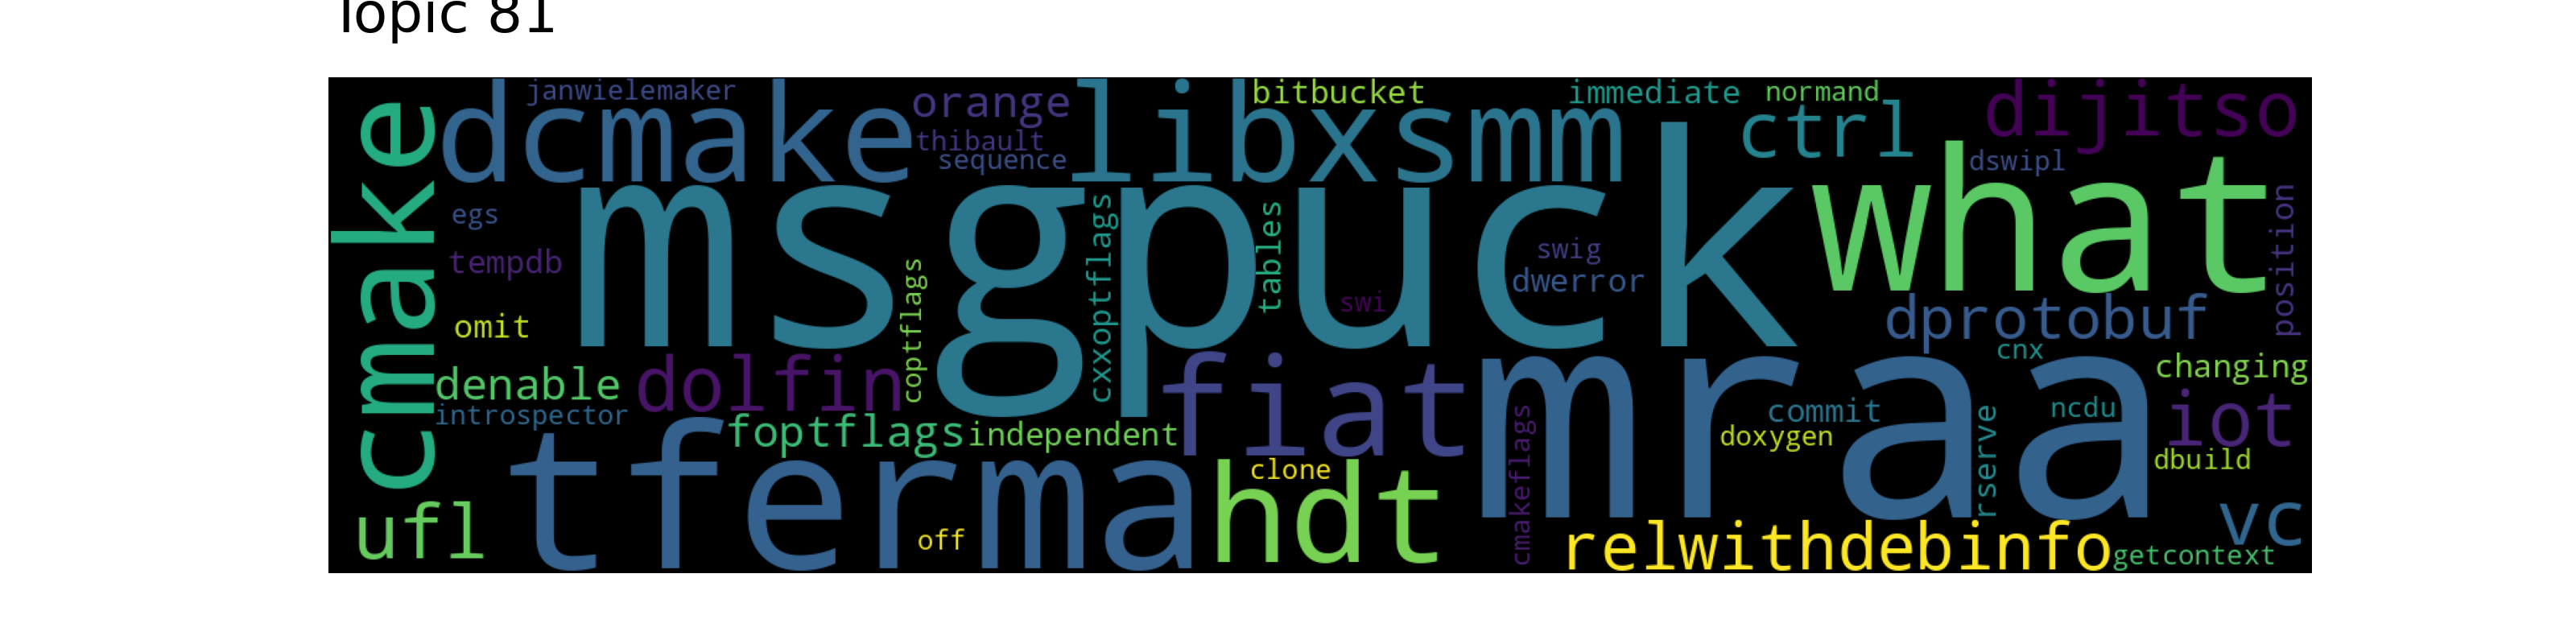 Topic 81
janwielemaker
orange
bitbucket
immediate
normand
dijitso
dcmake
thibault
sequence
libxsmm
ctrl
dswipl
cmake
egs
tempdb
omit
msgpuck
coptflags
cxxoptflags
tables
swi
swig
dwerror
what
position
dprotobuf
cnx
denable
introspector
dolfin
foptflags
independent
fiat
mraa
commit
doxygen
cmakeflags
rserve
ncdu
changing
iot
dbuild
ufl
tferma
off
clone
hdt
relwithdebinfo
vc
getcontext